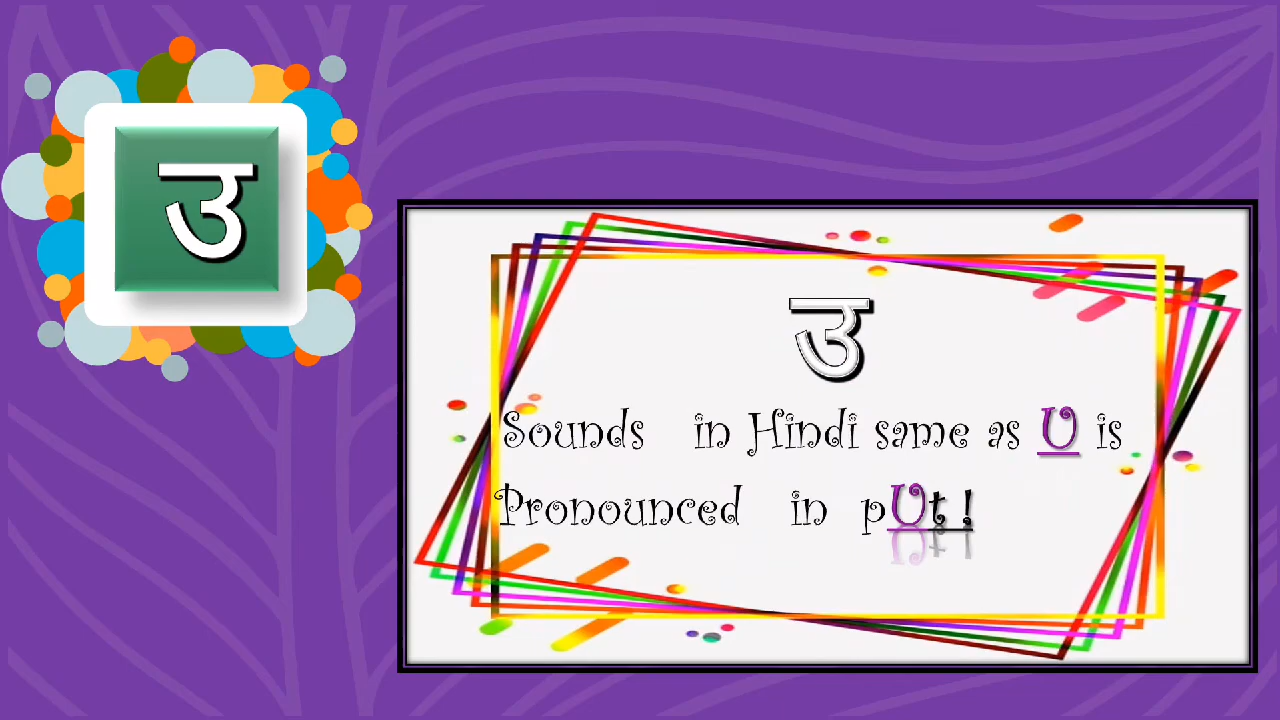 उ
उ
Sounds in Hindi same as U is
Pronounced in pUt !